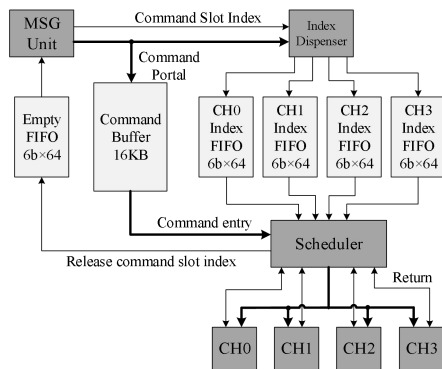 MSG
Unit
Command Slot Index
Index
Dispenser
Command
Portal
Empty
FIFO
6b×64
Command
Buffer
16KB
CH0
Index
FIFO
6b×64
CH1
Index
FIFO
6b×64
CH2
Index
FIFO
6b×64
CH3
Index
FIFO
6b×64
Command entry
Scheduler
Release command slot index
Return
CH0
CH1
CH2
CH3